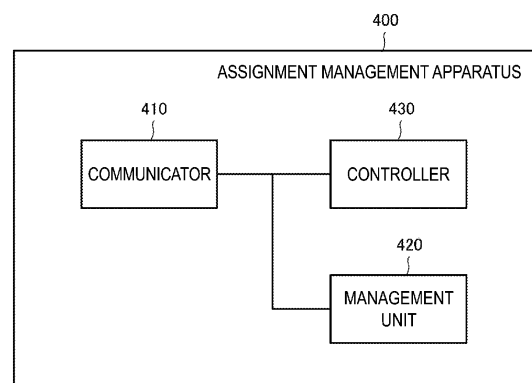 400
ASSIGNMENT MANAGEMENT APPARATUS
410
430
COMMUNICATOR
CONTROLLER
420
MANAGEMENT
UNIT